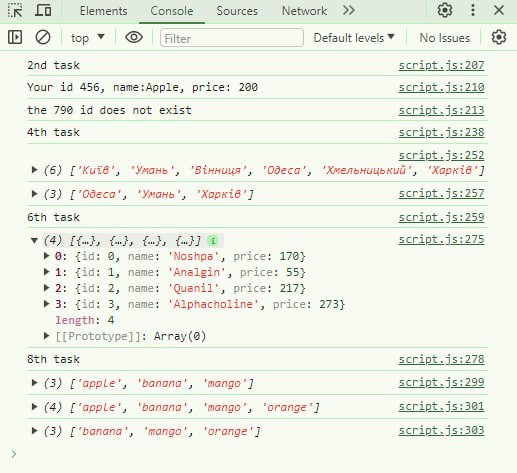 Elements Console Sources Network
top Filter Default levels No Issues
2nd task script.js:207
Your id 456, name:Apple, price: 200 script.js:210
the 790 id does not exist script.js:213
4th task script.js:238
script.js:252
(6) ['Київ', 'Умань', 'Вінниця', 'Одеса', 'Хмельницький', 'Харків']
(3) ['Одеса', 'Умань', 'Харків'] script.js:257
6th task script.js:259
(4) [{…}, {…}, {…}, {…}] i script.js:275
0: {id: 0, name: 'Noshpa', price: 170}
1: {id: 1, name: 'Analgin', price: 55}
2: {id: 2, name: 'Quanil', price: 217}
3: {id: 3, name: 'Alphacholine', price: 273}
length: 4
[[Prototype]]: Array(0)
8th task script.js:278
(3) ['apple', 'banana', 'mango'] script.js:299
(4) ['apple', 'banana', 'mango', 'orange'] script.js:301
(3) ['banana', 'mango', 'orange'] script.js:303